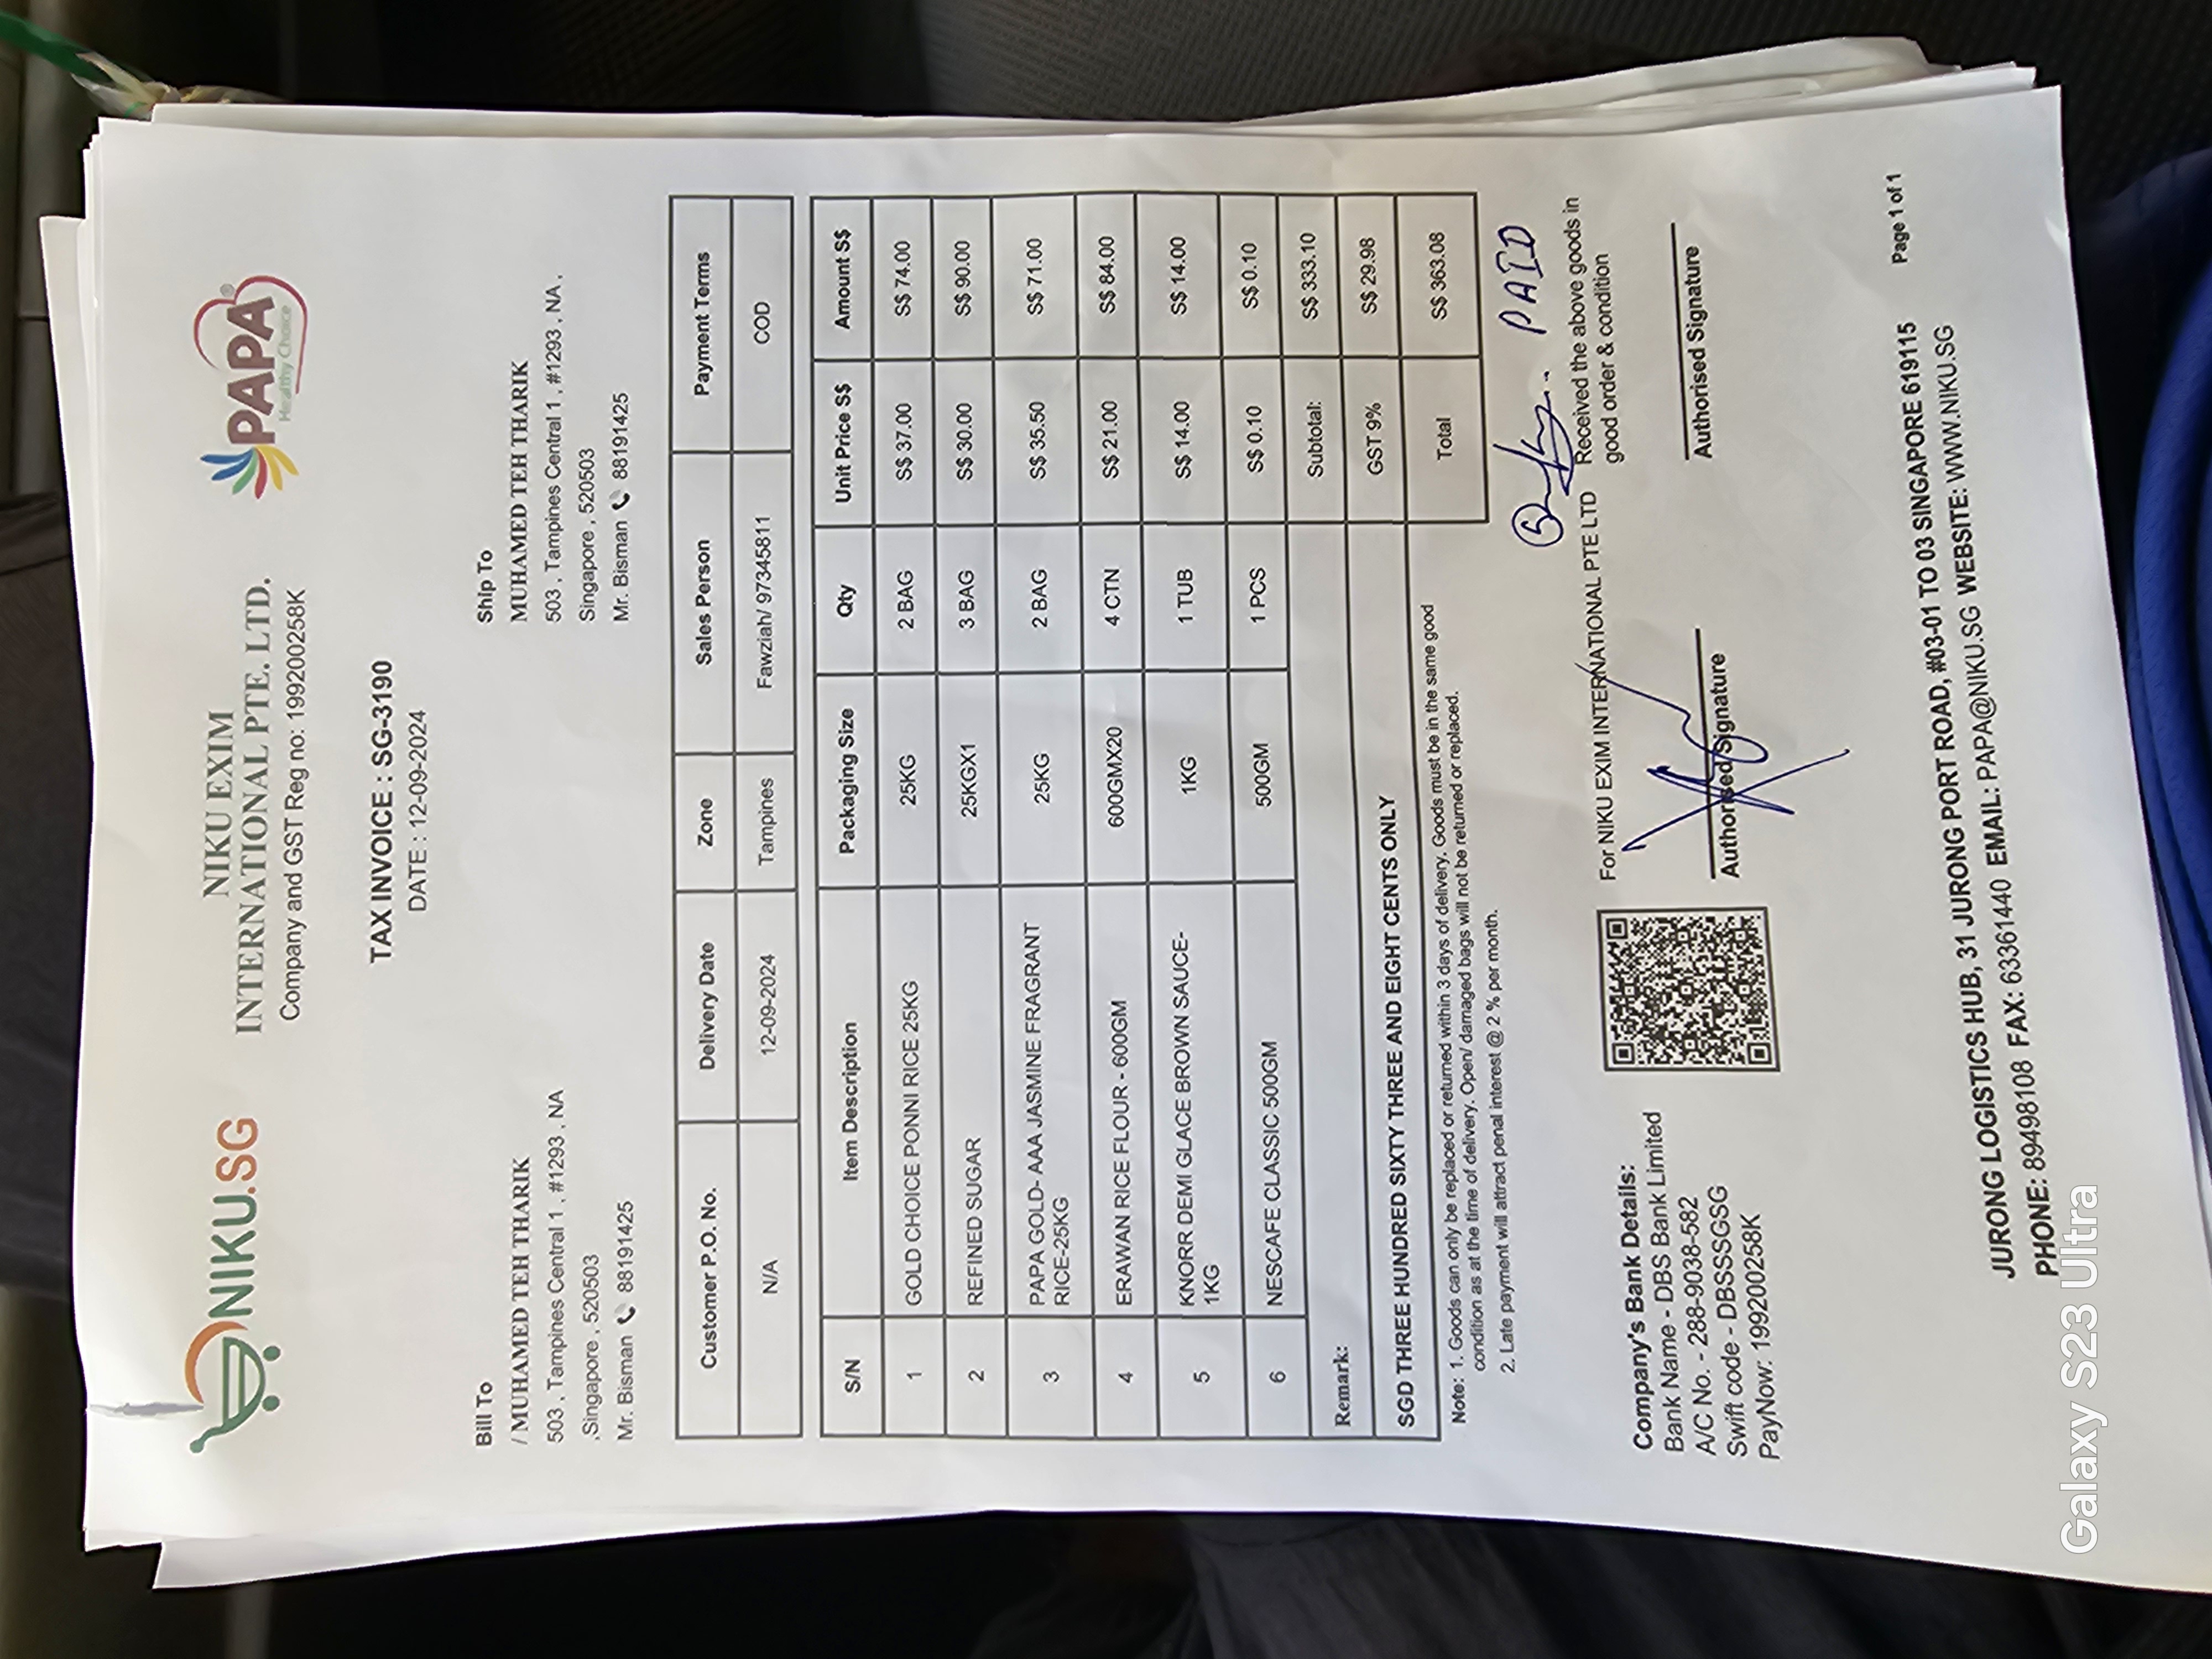 NIKU.SG
NIKU EXIM
INTERNATIONAL PTE. LTD.
Company and GST Reg no: 199200258K
PAPA®
Healthy Choice
TAX INVOICE : SG-3190
DATE : 12-09-2024
Bill To
/ MUHAMED TEH THARIK
503 , Tampines Central 1 , #1293 , NA
,Singapore , 520503
Mr. Bisman 88191425
Ship To
MUHAMED TEH THARIK
503 , Tampines Central 1 , #1293 , NA ,
Singapore , 520503
Mr. Bisman 88191425
Customer P.O. No. Delivery Date Zone Sales Person Payment Terms
N/A 12-09-2024 Tampines Fawziah/ 97345811 COD
S/N Item Description Packaging Size Qty Unit Price S$ Amount S$
1 GOLD CHOICE PONNI RICE 25KG 25KG 2 BAG S$ 37.00 S$ 74.00
2 REFINED SUGAR 25KGX1 3 BAG S$ 30.00 S$ 90.00
3 PAPA GOLD- AAA JASMINE FRAGRANT 25KG 2 BAG S$ 35.50 S$ 71.00
RICE-25KG
4 ERAWAN RICE FLOUR - 600GM 600GMX20 4 CTN S$ 21.00 S$ 84.00
5 KNORR DEMI GLACE BROWN SAUCE- 1KG 1 TUB S$ 14.00 S$ 14.00
1KG
6 NESCAFE CLASSIC 500GM 500GM 1 PCS S$ 0.10 S$ 0.10
Remark: Subtotal: S$ 333.10
GST 9% S$ 29.98
SGD THREE HUNDRED SIXTY THREE AND EIGHT CENTS ONLY Total S$ 363.08
Note: 1. Goods can only be replaced or returned within 3 days of delivery. Goods must be in the same good
condition as at the time of delivery. Open/ damaged bags will not be returned or replaced.
2. Late payment will attract penal interest @ 2 % per month.
PAID
Company's Bank Details:
Bank Name - DBS Bank Limited
A/C No. - 288-9038-582
Swift code - DBSSSGSG
PayNow: 199200258K
For NIKU EXIM INTERNATIONAL PTE LTD
Authorised Signature
Received the above goods in
good order & condition
Authorised Signature
Page 1 of 1
JURONG LOGISTICS HUB, 31 JURONG PORT ROAD, #03-01 TO 03 SINGAPORE 619115
PHONE: 89498108 FAX: 63361440 EMAIL: PAPA@NIKU.SG WEBSITE: WWW.NIKU.SG
Galaxy S23 Ultra